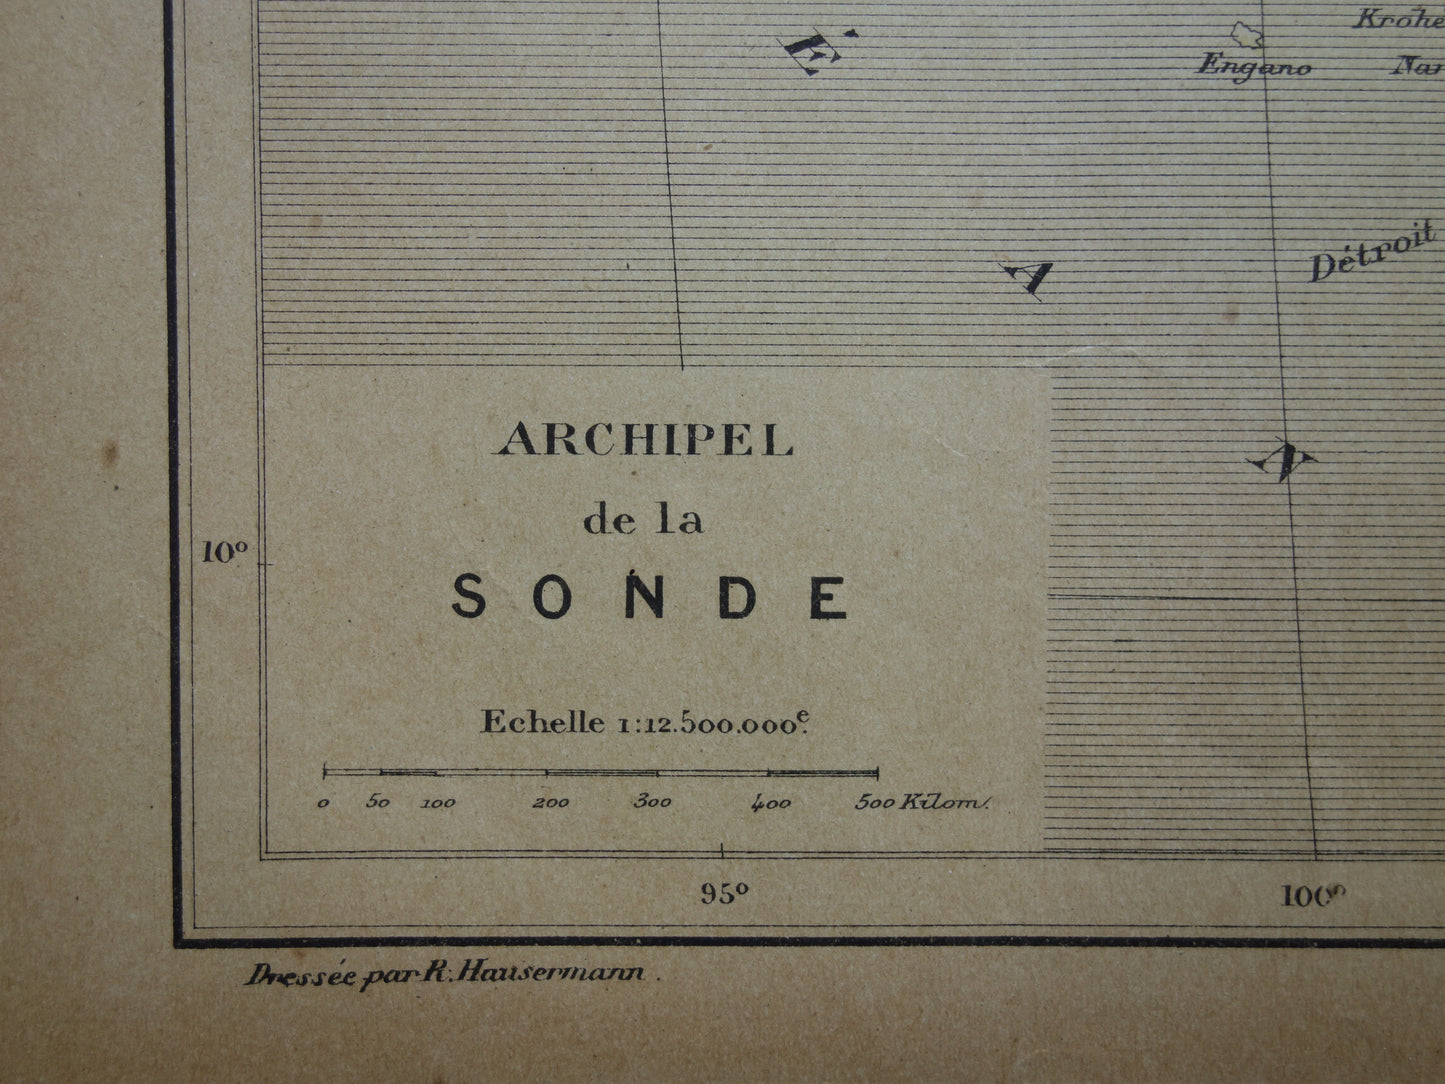 É
Krohe
Engano
Nar
A
Détroit
N
ARCHIPEL
de la
SONDE
Echelle 1:12.500.000e.
0 50 100 200 300 400 500 Kilom.
10°
95° 100°
Dressée par R. Hausermann.